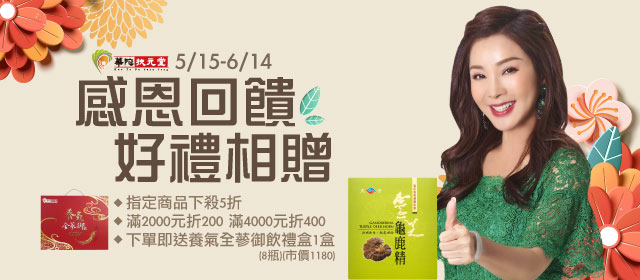 華陀扶元堂 5/15-6/14
感恩回饋
好禮相贈
◆指定商品下殺5折
◆滿2000元折200 滿4000元折400
◆下單即送養氣全蔘御飲禮盒1盒
(8瓶)(市價1180)
靈芝
龜鹿精